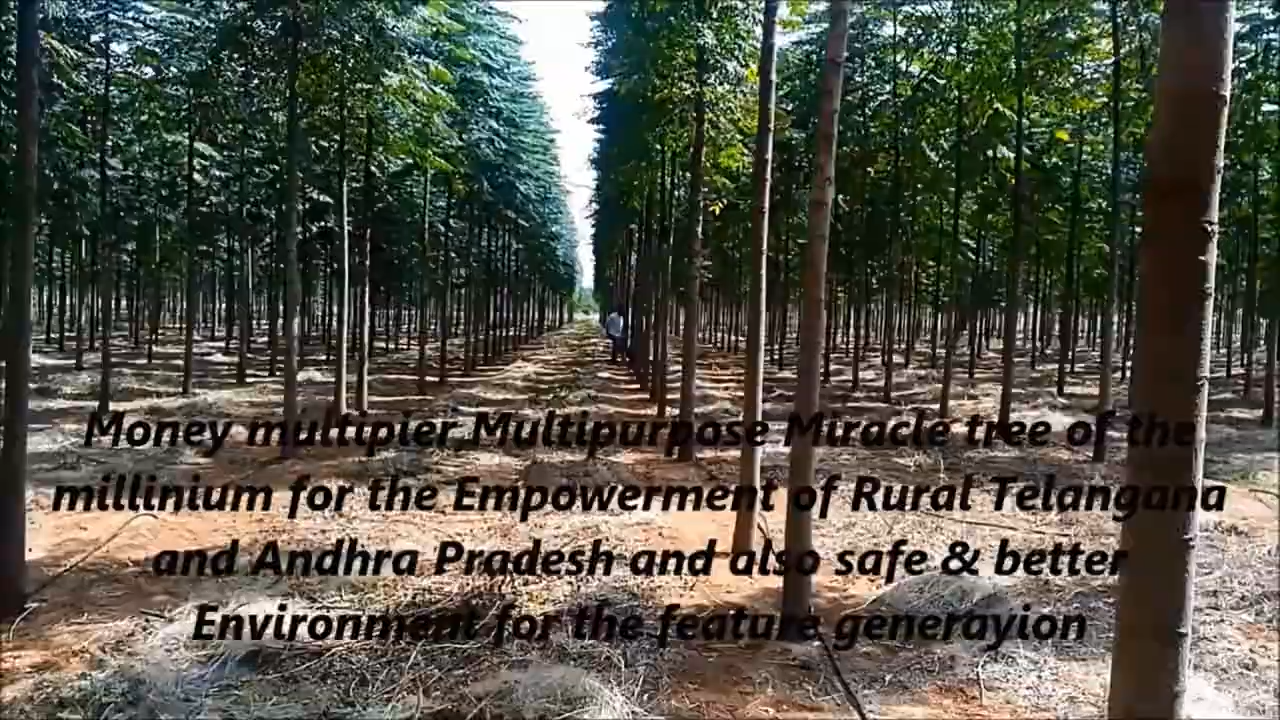 Money multipier,Multipurpose Miracle tree of the
millinium for the Empowerment of Rural Telangana
and Andhra Pradesh and also safe & better
Environment for the feature generayion